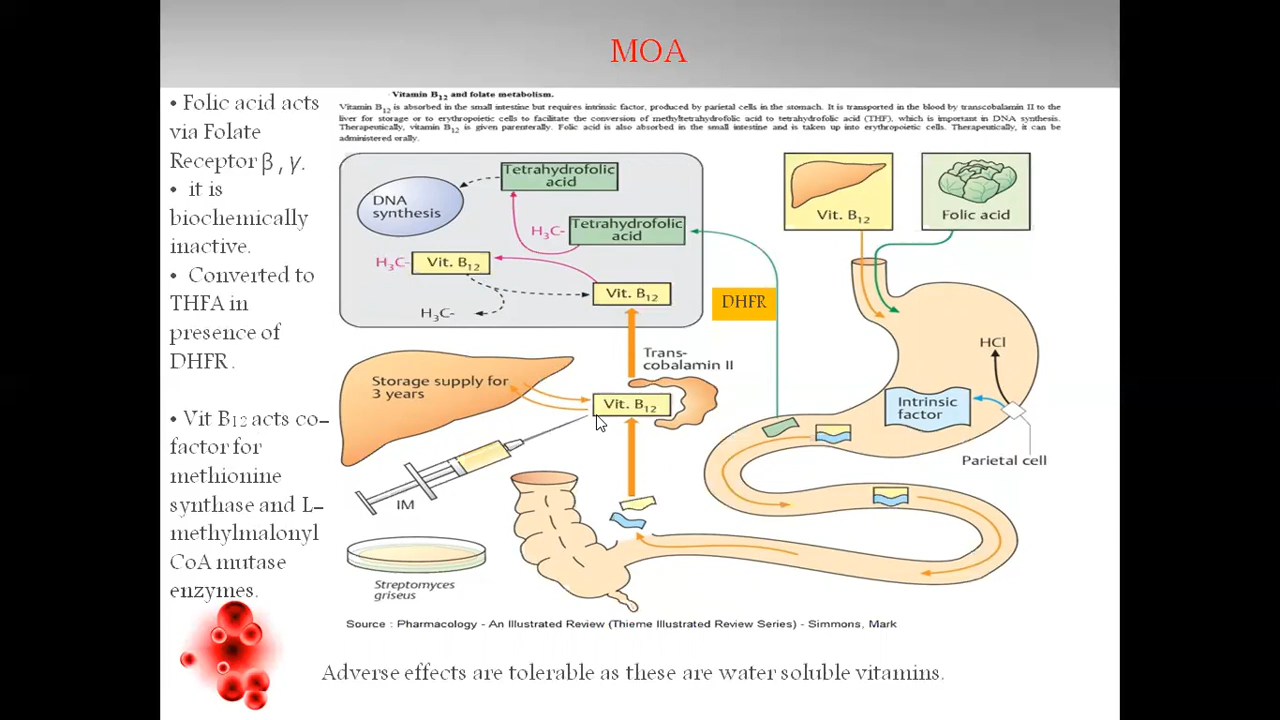 MOA
• Folic acid acts
via Folate
Receptor β , γ.
• it is
biochemically
inactive.
• Converted to
THFA in
presence of
DHFR.
• Vit B12 acts co-
factor for
methionine
synthase and L-
methylmalonyl
CoA mutase
enzymes.
Vitamin B12 and folate metabolism.
Vitamin B12 is absorbed in the small intestine but requires intrinsic factor, produced by parietal cells in the stomach. It is transported in the blood by transcobalamin II to the
liver for storage or to erythropoietic cells to facilitate the conversion of methyltetrahydrofolic acid to tetrahydrofolic acid (THF), which is important in DNA synthesis.
Therapeutically, vitamin B12 is given parenterally. Folic acid is also absorbed in the small intestine and is taken up into erythropoietic cells. Therapeutically, it can be
administered orally.
Tetrahydrofolic
acid
DNA
synthesis
H3C-
Tetrahydrofolic
acid
H3C-
Vit. B12
Vit. B12
H3C-
DHFR
Vit. B12
Folic acid
HCl
Intrinsic
factor
Parietal cell
Trans-
cobalamin II
Storage supply for
3 years
Vit. B12
IM
Streptomyces
griseus
Source : Pharmacology - An Illustrated Review (Thieme Illustrated Review Series) - Simmons, Mark
Adverse effects are tolerable as these are water soluble vitamins.